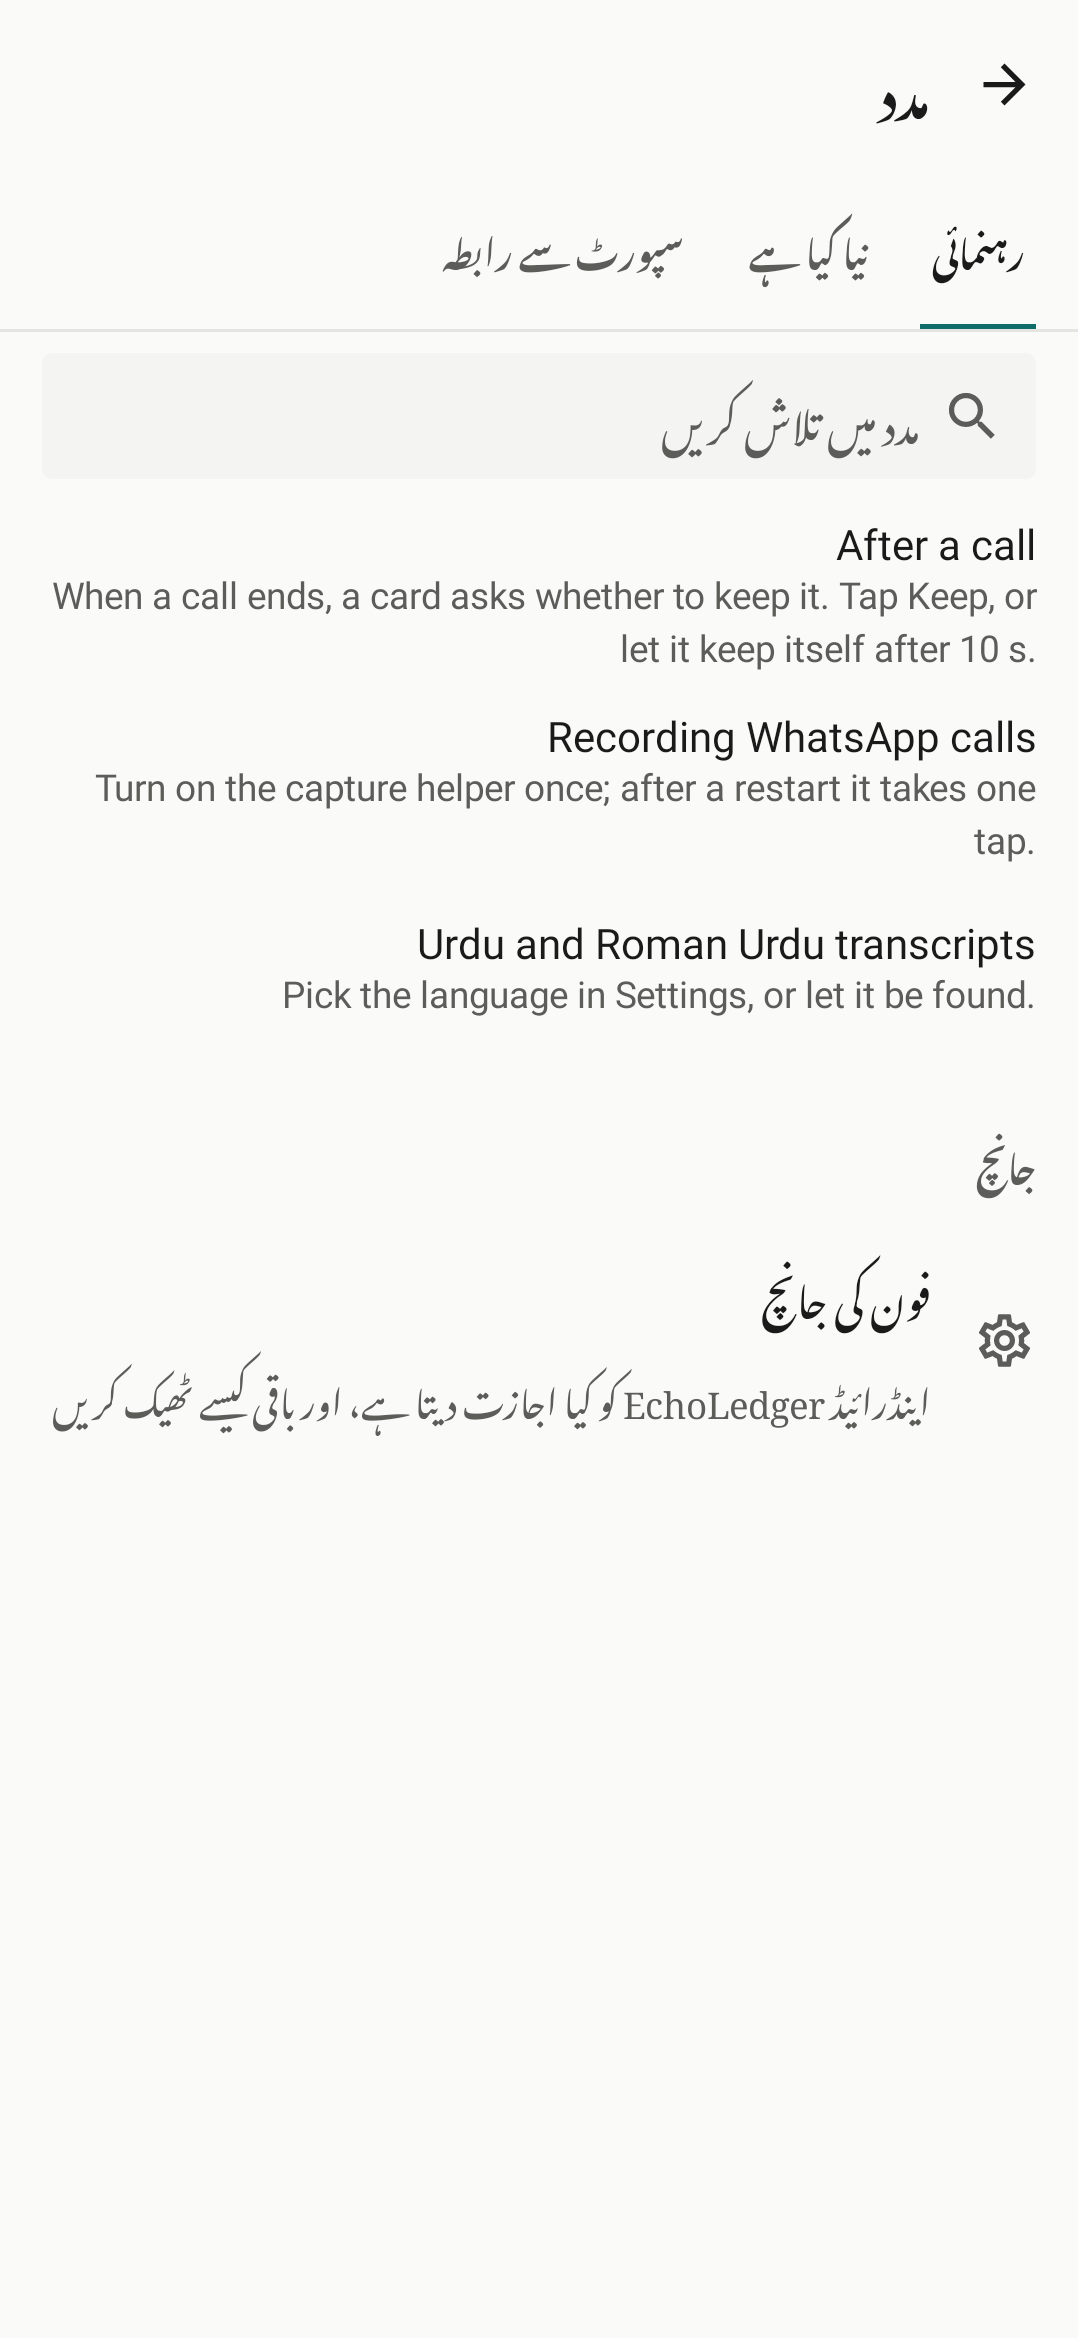 مدد
رہنمائی
نیا کیا ہے
سپورٹ سے رابطہ
مدد میں تلاش کریں
After a call
When a call ends, a card asks whether to keep it. Tap Keep, or
let it keep itself after 10 s.
Recording WhatsApp calls
Turn on the capture helper once; after a restart it takes one
tap.
Urdu and Roman Urdu transcripts
Pick the language in Settings, or let it be found.
جانچ
فون کی جانچ
اینڈرائیڈ EchoLedger کو کیا اجازت دیتا ہے، اور باقی کیسے ٹھیک کریں